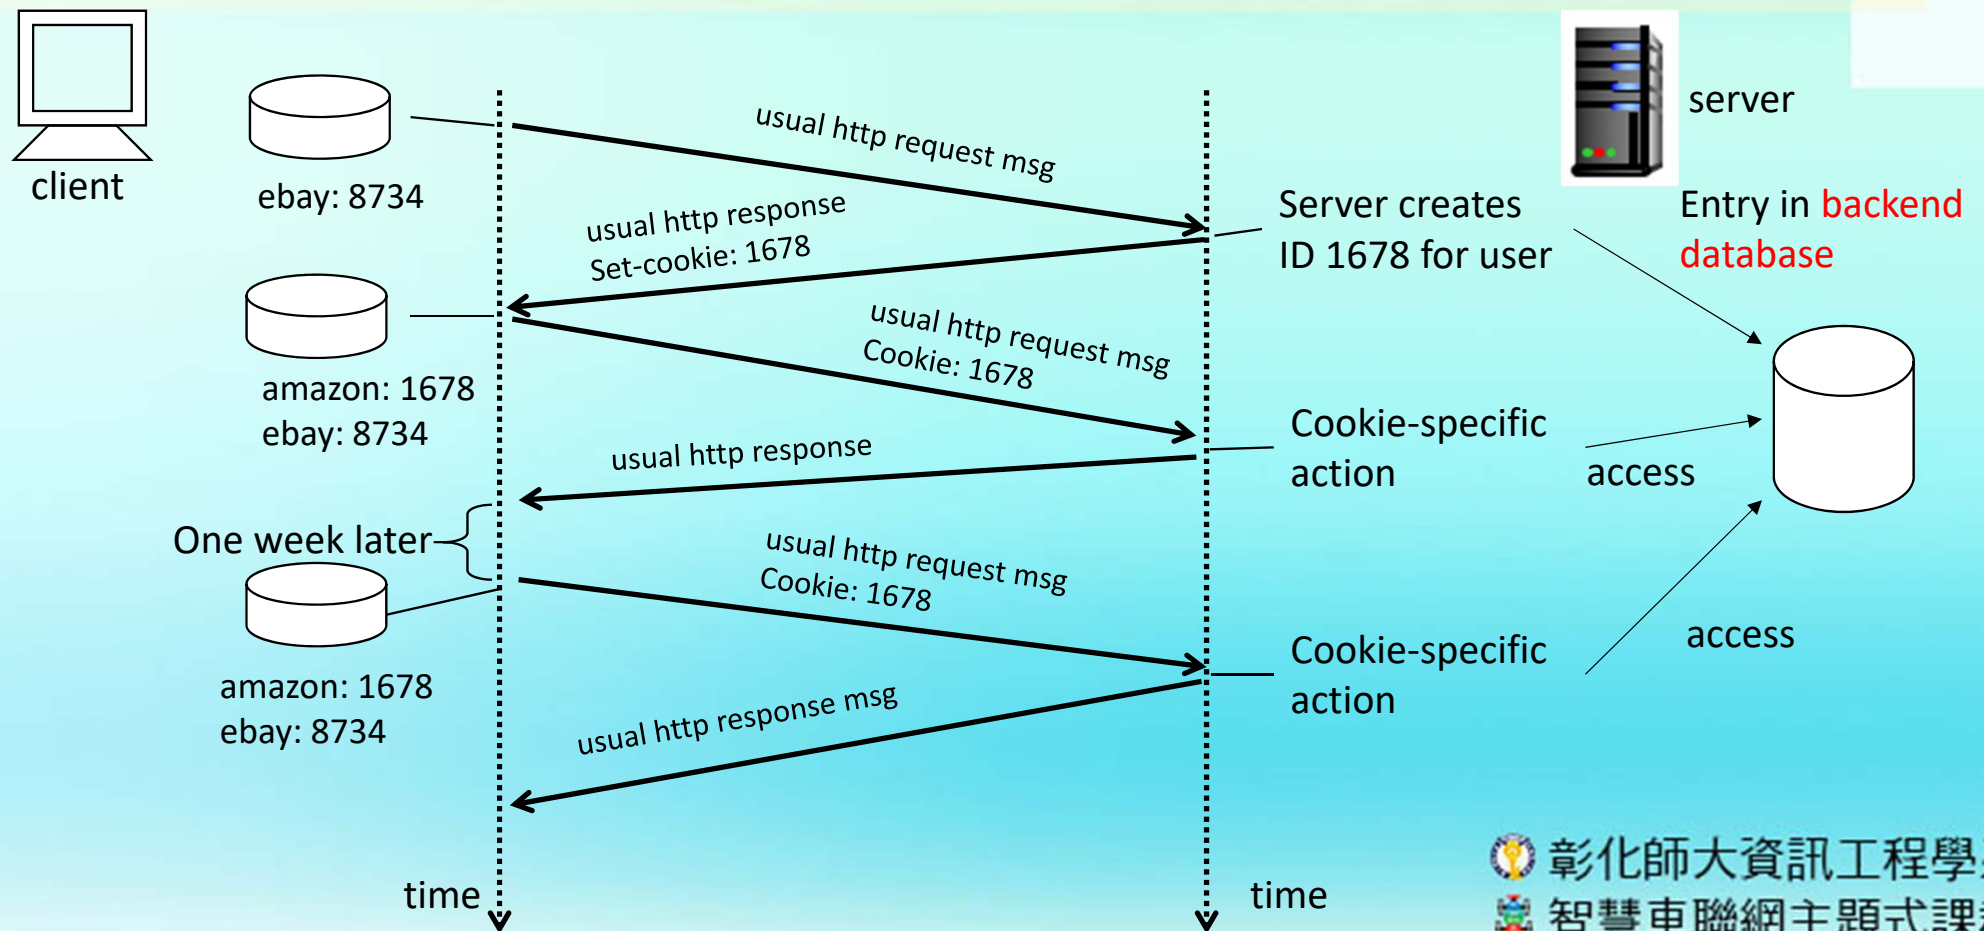 client
server
ebay: 8734
usual http request msg
usual http response
Set-cookie: 1678
Server creates
ID 1678 for user
Entry in backend
database
amazon: 1678
ebay: 8734
usual http request msg
Cookie: 1678
usual http response
Cookie-specific
action
access
One week later
usual http request msg
Cookie: 1678
amazon: 1678
ebay: 8734
usual http response msg
Cookie-specific
action
access
time
time
彰化師大資訊工程學
智慧車聯網主題式課